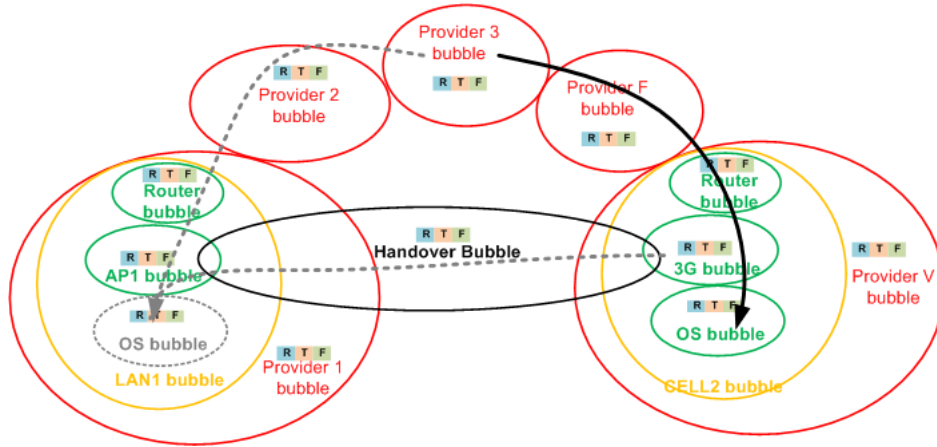 Provider 3
bubble
R T F
R T F
Provider 2
bubble
Provider F
bubble
R T F
R T F
Router
bubble
R T F
Router
bubble
R T F
Handover Bubble
R T F
AP1 bubble
R T F
3G bubble
R T F
Provider V
bubble
R T F
OS bubble
R T F
OS bubble
R T F
Provider 1
bubble
LAN1 bubble
CELL2 bubble